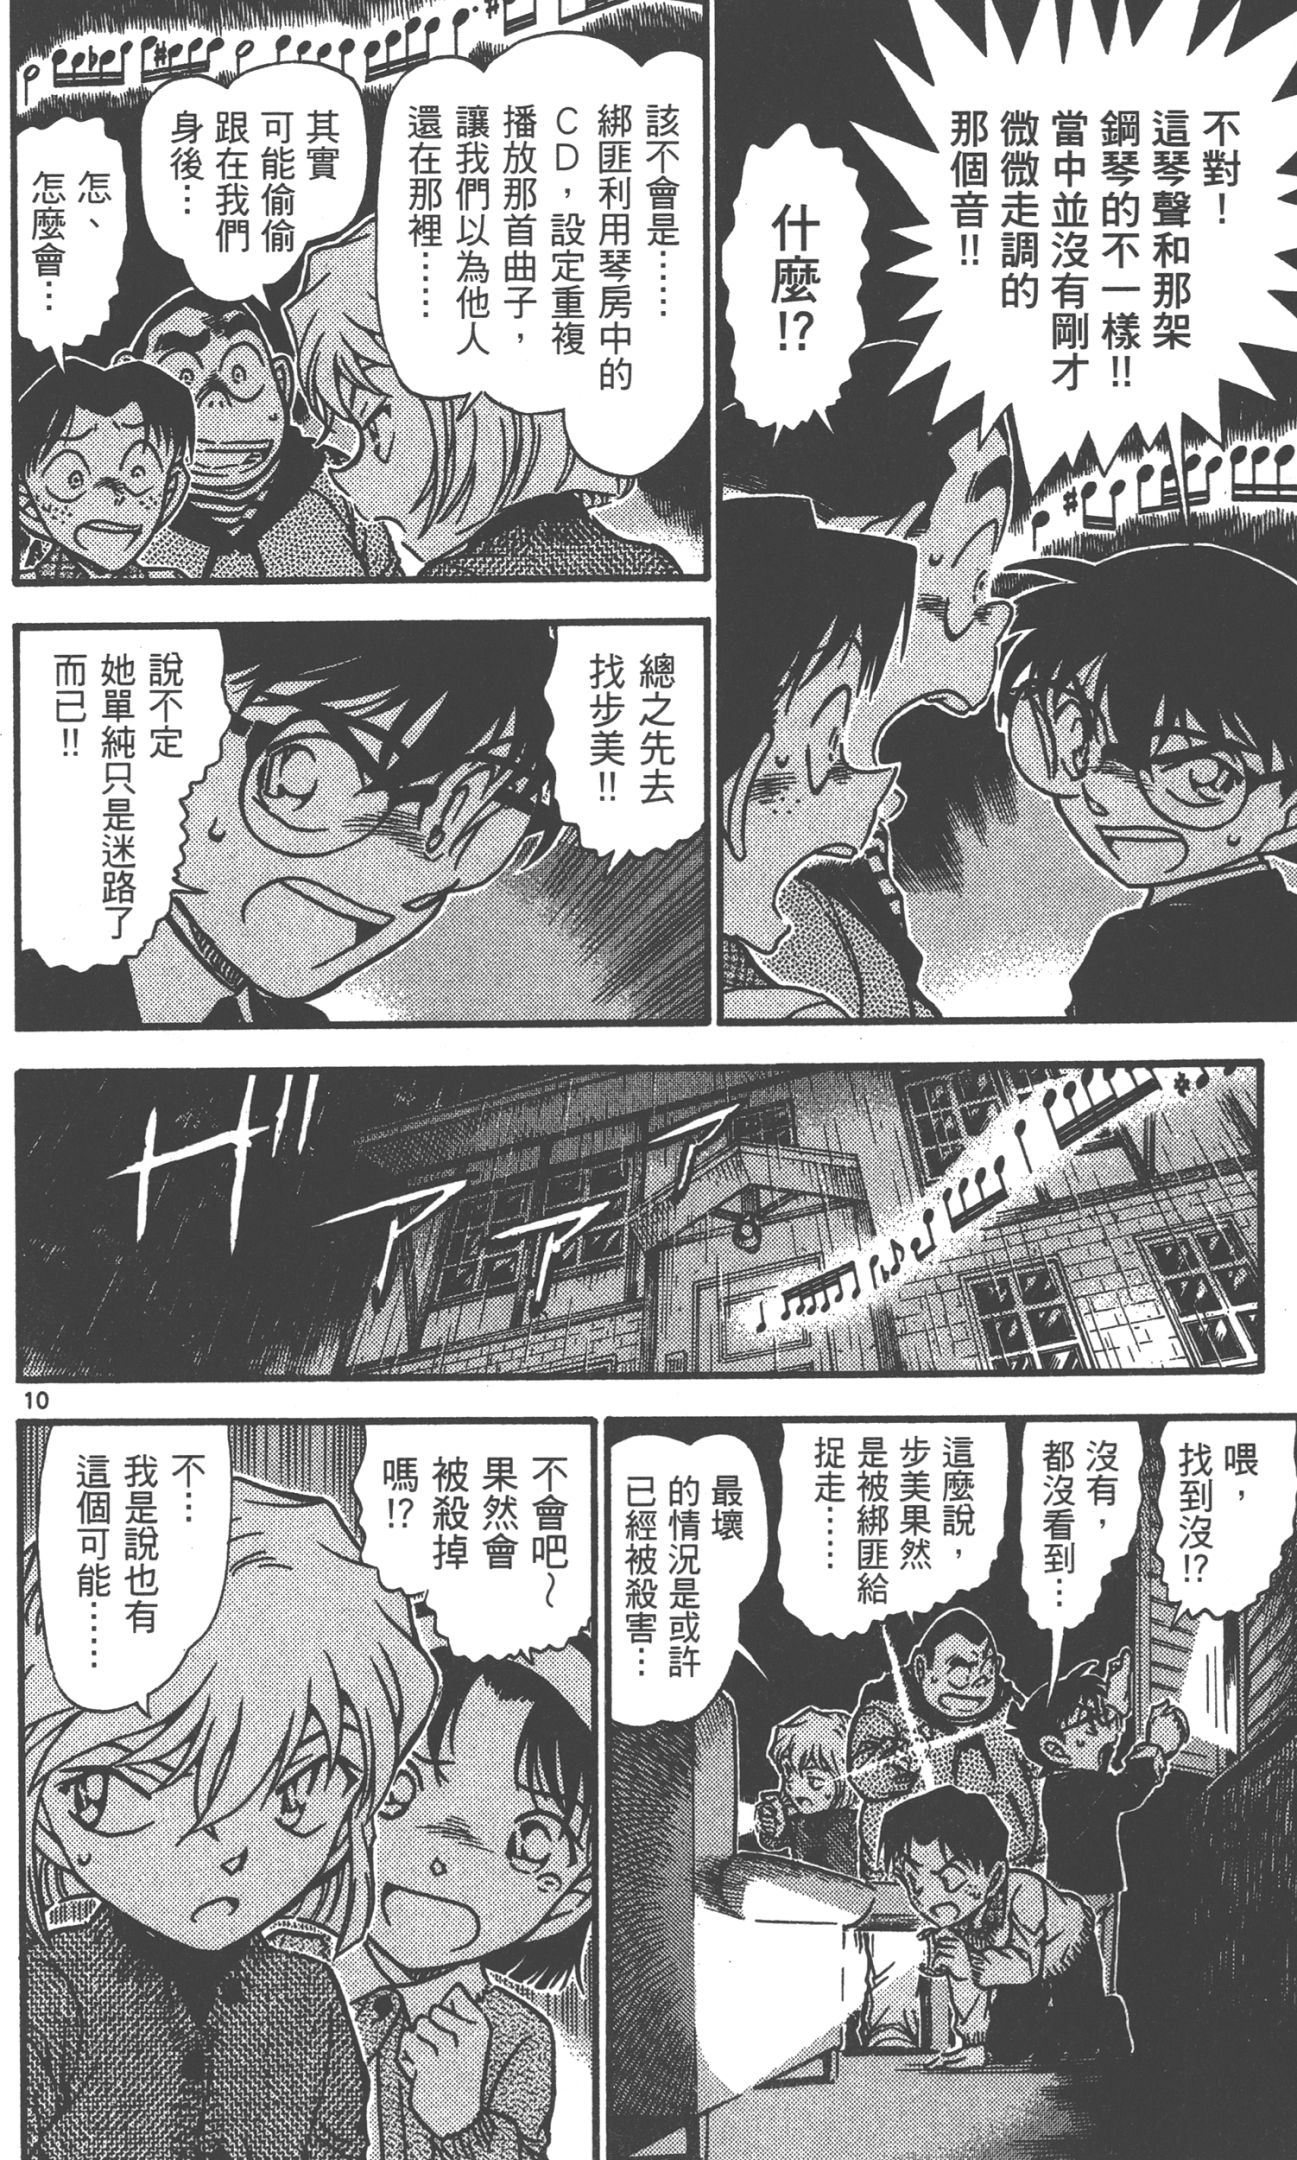 不對！
這琴聲和那架
鋼琴的不一樣!!
當中並沒有剛才
微微走調的
那個音!!
什麼!?
該不會是……
綁匪利用琴房中的
CD，設定重複
播放那首曲子，
讓我們以為他人
還在那裡……
其實
可能偷偷
跟在我們
身後…
怎、
怎麼會…
總之先去
找步美!!
說不定
她單純只是迷路了
而已!!
ザァァァ
10
喂，
找到沒!?
沒有，
都沒看到…
這麼說，
步美果然
是被綁匪給
捉走……
最壞
的情況是或許
已經被殺害…
不會吧～
果然會
被殺掉
嗎!?
不…
我是說也有
這個可能……